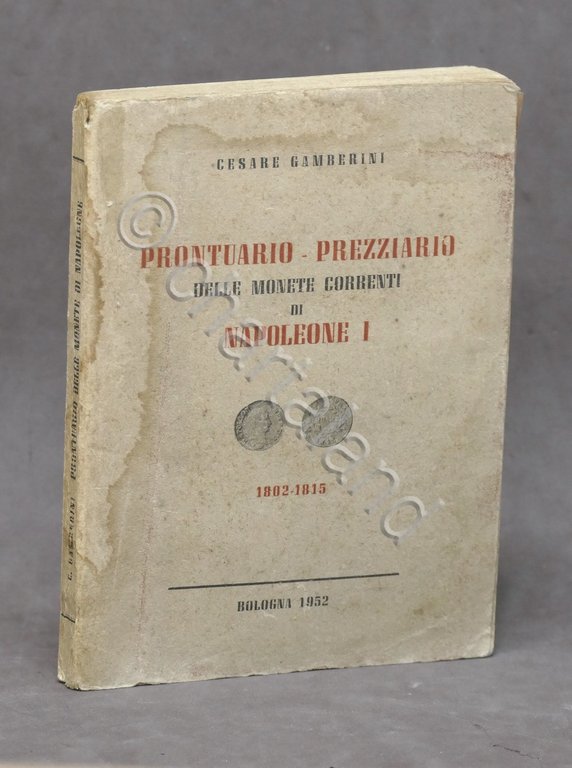 CESARE GAMBERINI
PRONTUARIO - PREZZIARIO
DELLE MONETE CORRENTI
DI
NAPOLEONE I
1802-1815
BOLOGNA 1952
C. GAMBERINI PRONTUARIO DELLE MONETE DI NAPOLEONE
© chartaland